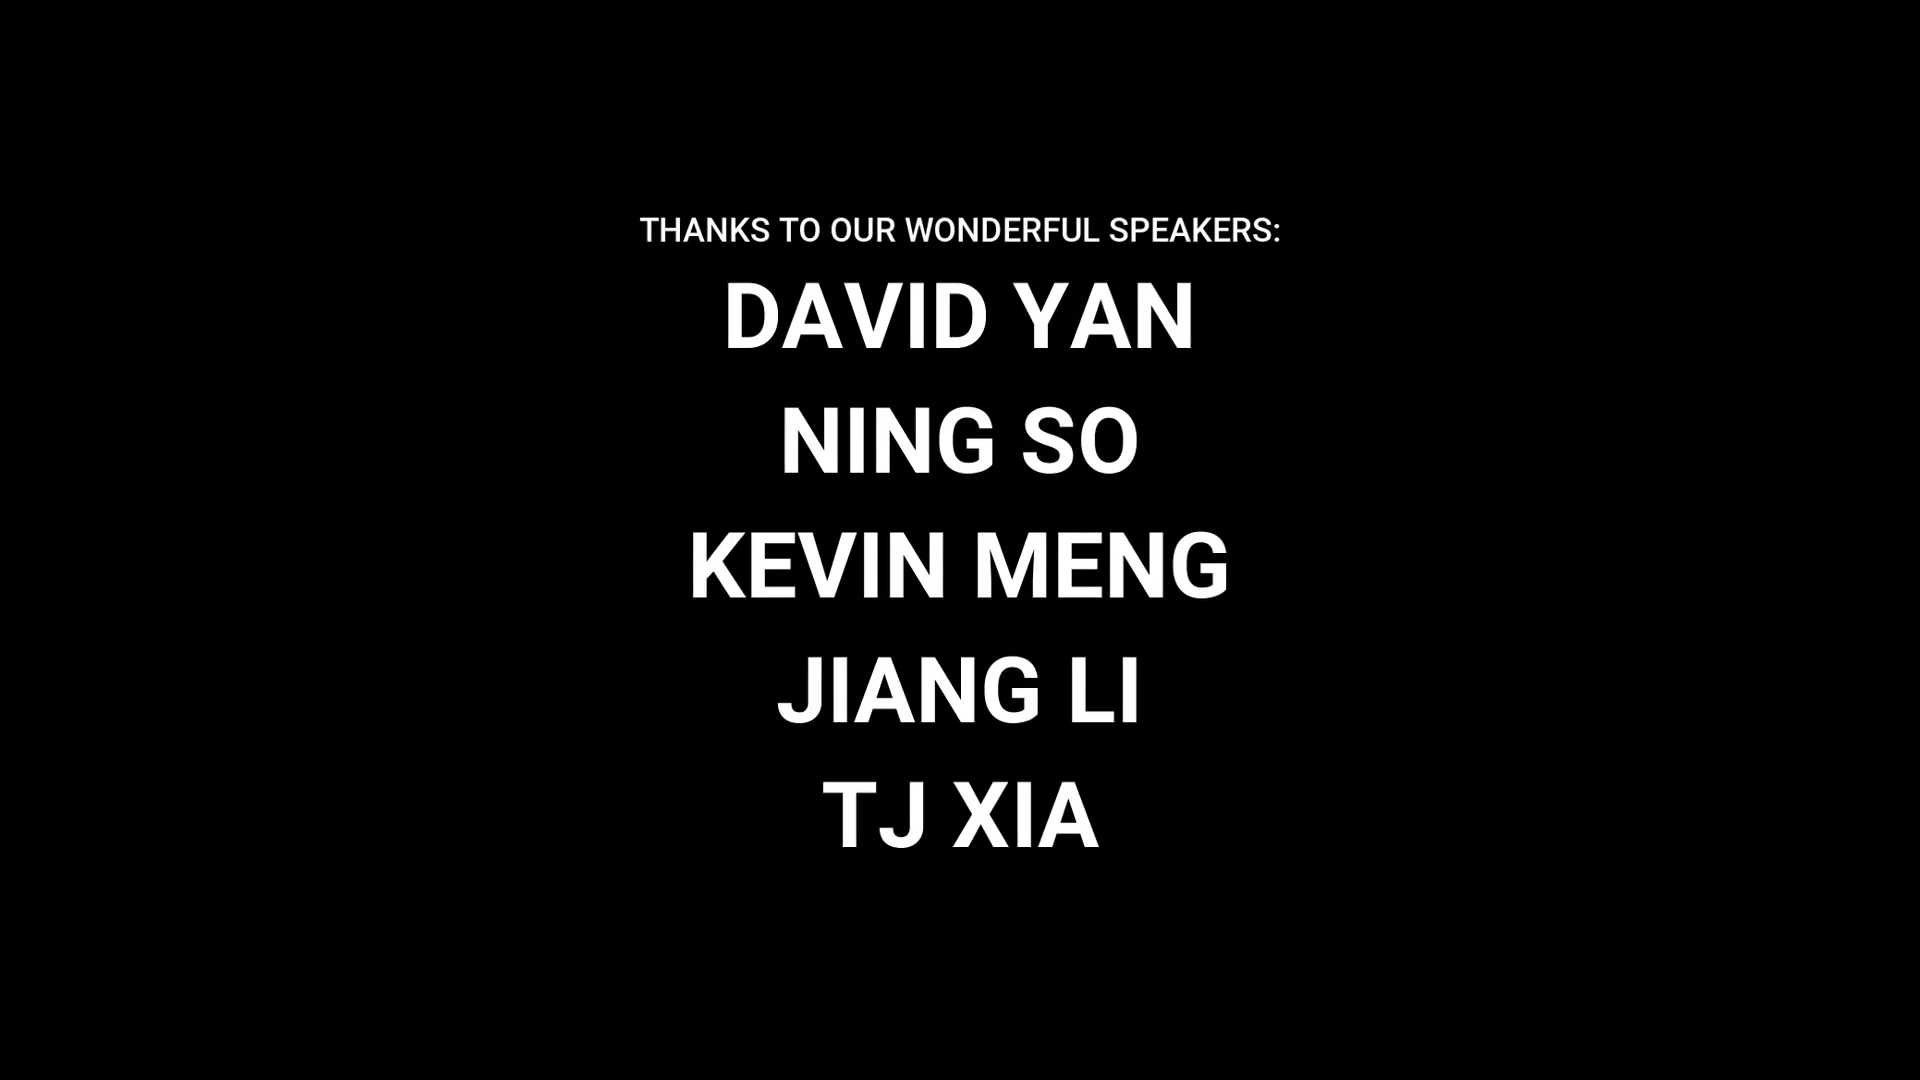 THANKS TO OUR WONDERFUL SPEAKERS:
DAVID YAN
NING SO
KEVIN MENG
JIANG LI
TJ XIA